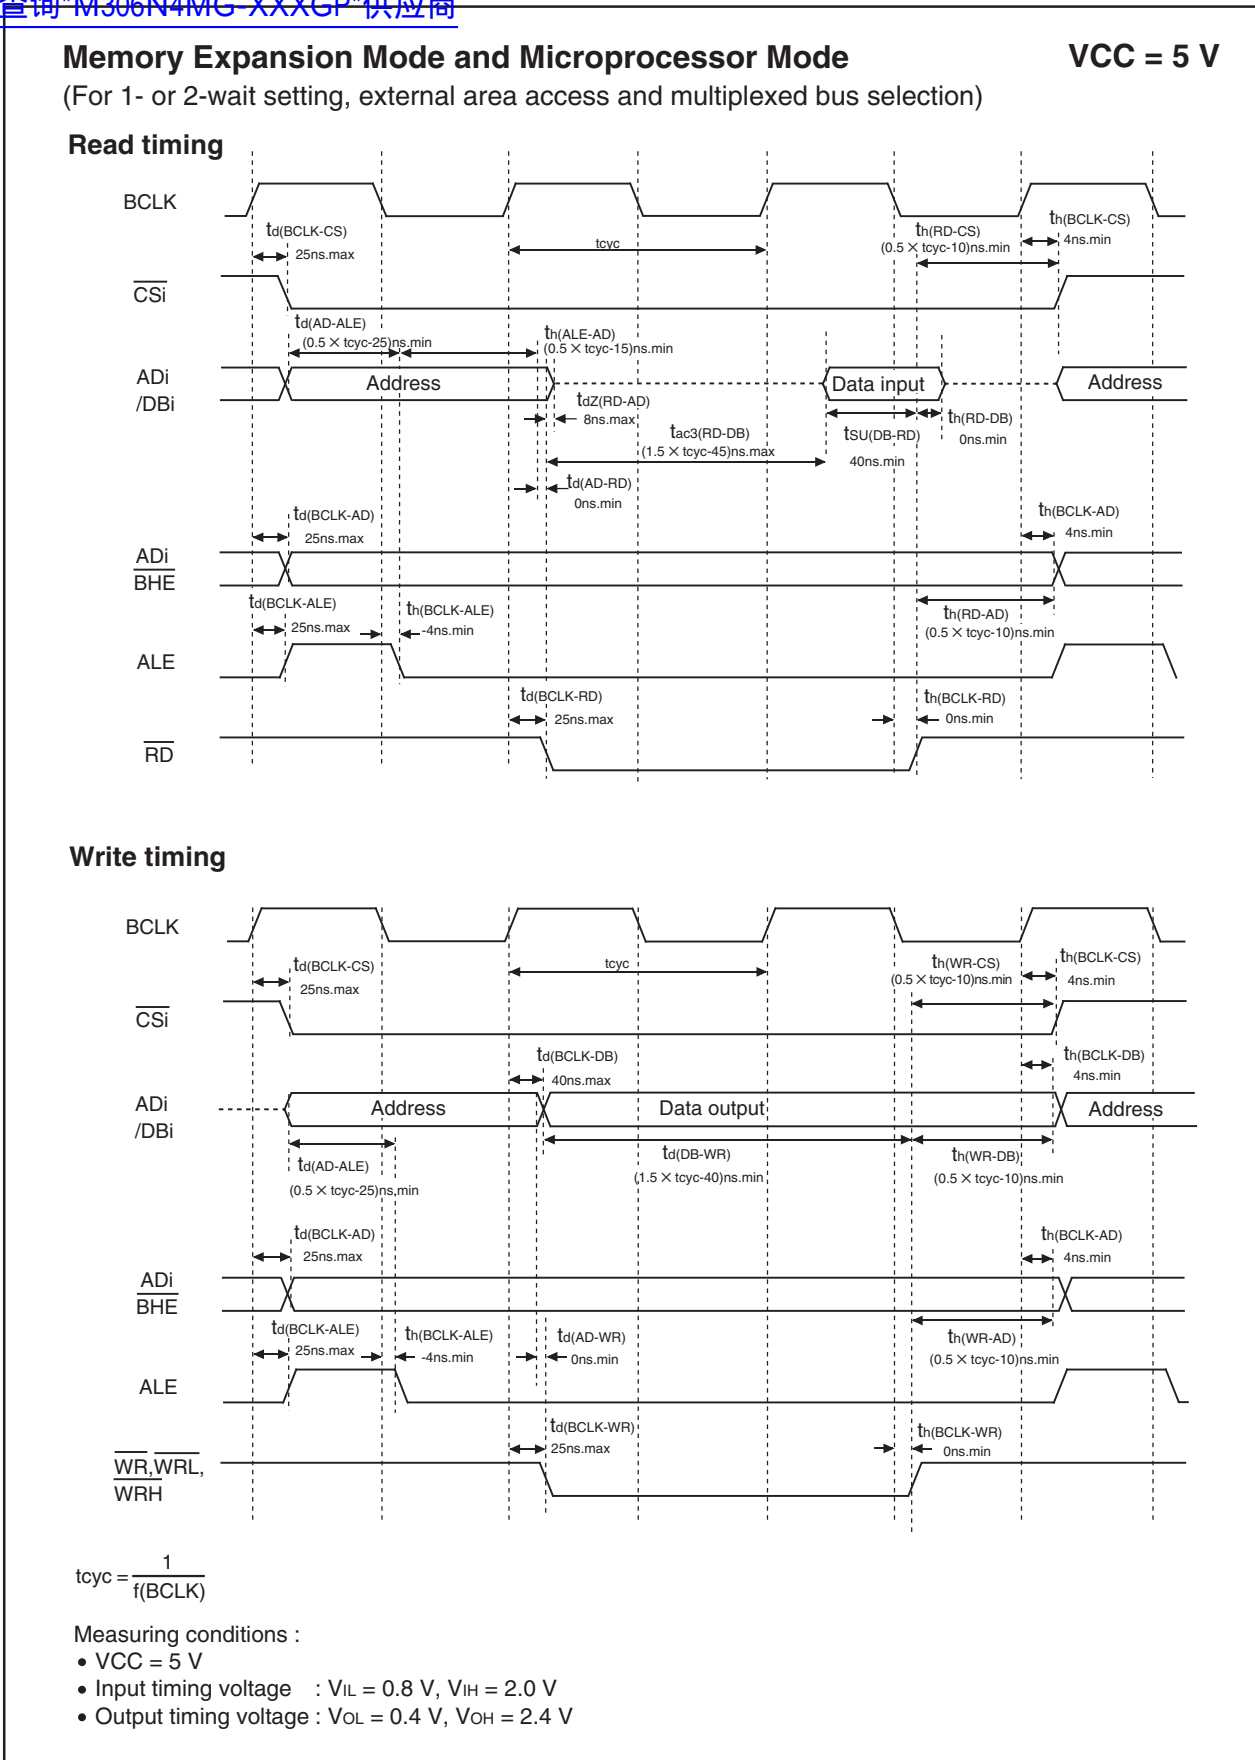 查询"M306N4MG-XXXGP"供应商
Memory Expansion Mode and Microprocessor Mode VCC = 5 V
(For 1- or 2-wait setting, external area access and multiplexed bus selection)
Read timing
BCLK
td(BCLK-CS)
25ns.max
tcyc
th(RD-CS)
(0.5 × tcyc-10)ns.min
th(BCLK-CS)
4ns.min
CSi
td(AD-ALE)
(0.5 × tcyc-25)ns.min
th(ALE-AD)
(0.5 × tcyc-15)ns.min
ADi
/DBi
Address
Data input
Address
tdZ(RD-AD)
8ns.max
tac3(RD-DB)
(1.5 × tcyc-45)ns.max
tSU(DB-RD)
40ns.min
th(RD-DB)
0ns.min
td(AD-RD)
0ns.min
td(BCLK-AD)
25ns.max
th(BCLK-AD)
4ns.min
ADi
BHE
td(BCLK-ALE)
25ns.max
th(BCLK-ALE)
-4ns.min
th(RD-AD)
(0.5 × tcyc-10)ns.min
ALE
td(BCLK-RD)
25ns.max
th(BCLK-RD)
0ns.min
RD
Write timing
BCLK
td(BCLK-CS)
25ns.max
tcyc
th(WR-CS)
(0.5 × tcyc-10)ns.min
th(BCLK-CS)
4ns.min
CSi
td(BCLK-DB)
40ns.max
th(BCLK-DB)
4ns.min
ADi
/DBi
Address
Data output
Address
td(AD-ALE)
(0.5 × tcyc-25)ns.min
td(DB-WR)
(1.5 × tcyc-40)ns.min
th(WR-DB)
(0.5 × tcyc-10)ns.min
td(BCLK-AD)
25ns.max
th(BCLK-AD)
4ns.min
ADi
BHE
td(BCLK-ALE)
25ns.max
th(BCLK-ALE)
-4ns.min
td(AD-WR)
0ns.min
th(WR-AD)
(0.5 × tcyc-10)ns.min
ALE
td(BCLK-WR)
25ns.max
th(BCLK-WR)
0ns.min
WR,WRL,
WRH
tcyc = 1
f(BCLK)
Measuring conditions :
• VCC = 5 V
• Input timing voltage : VIL = 0.8 V, VIH = 2.0 V
• Output timing voltage : VOL = 0.4 V, VOH = 2.4 V